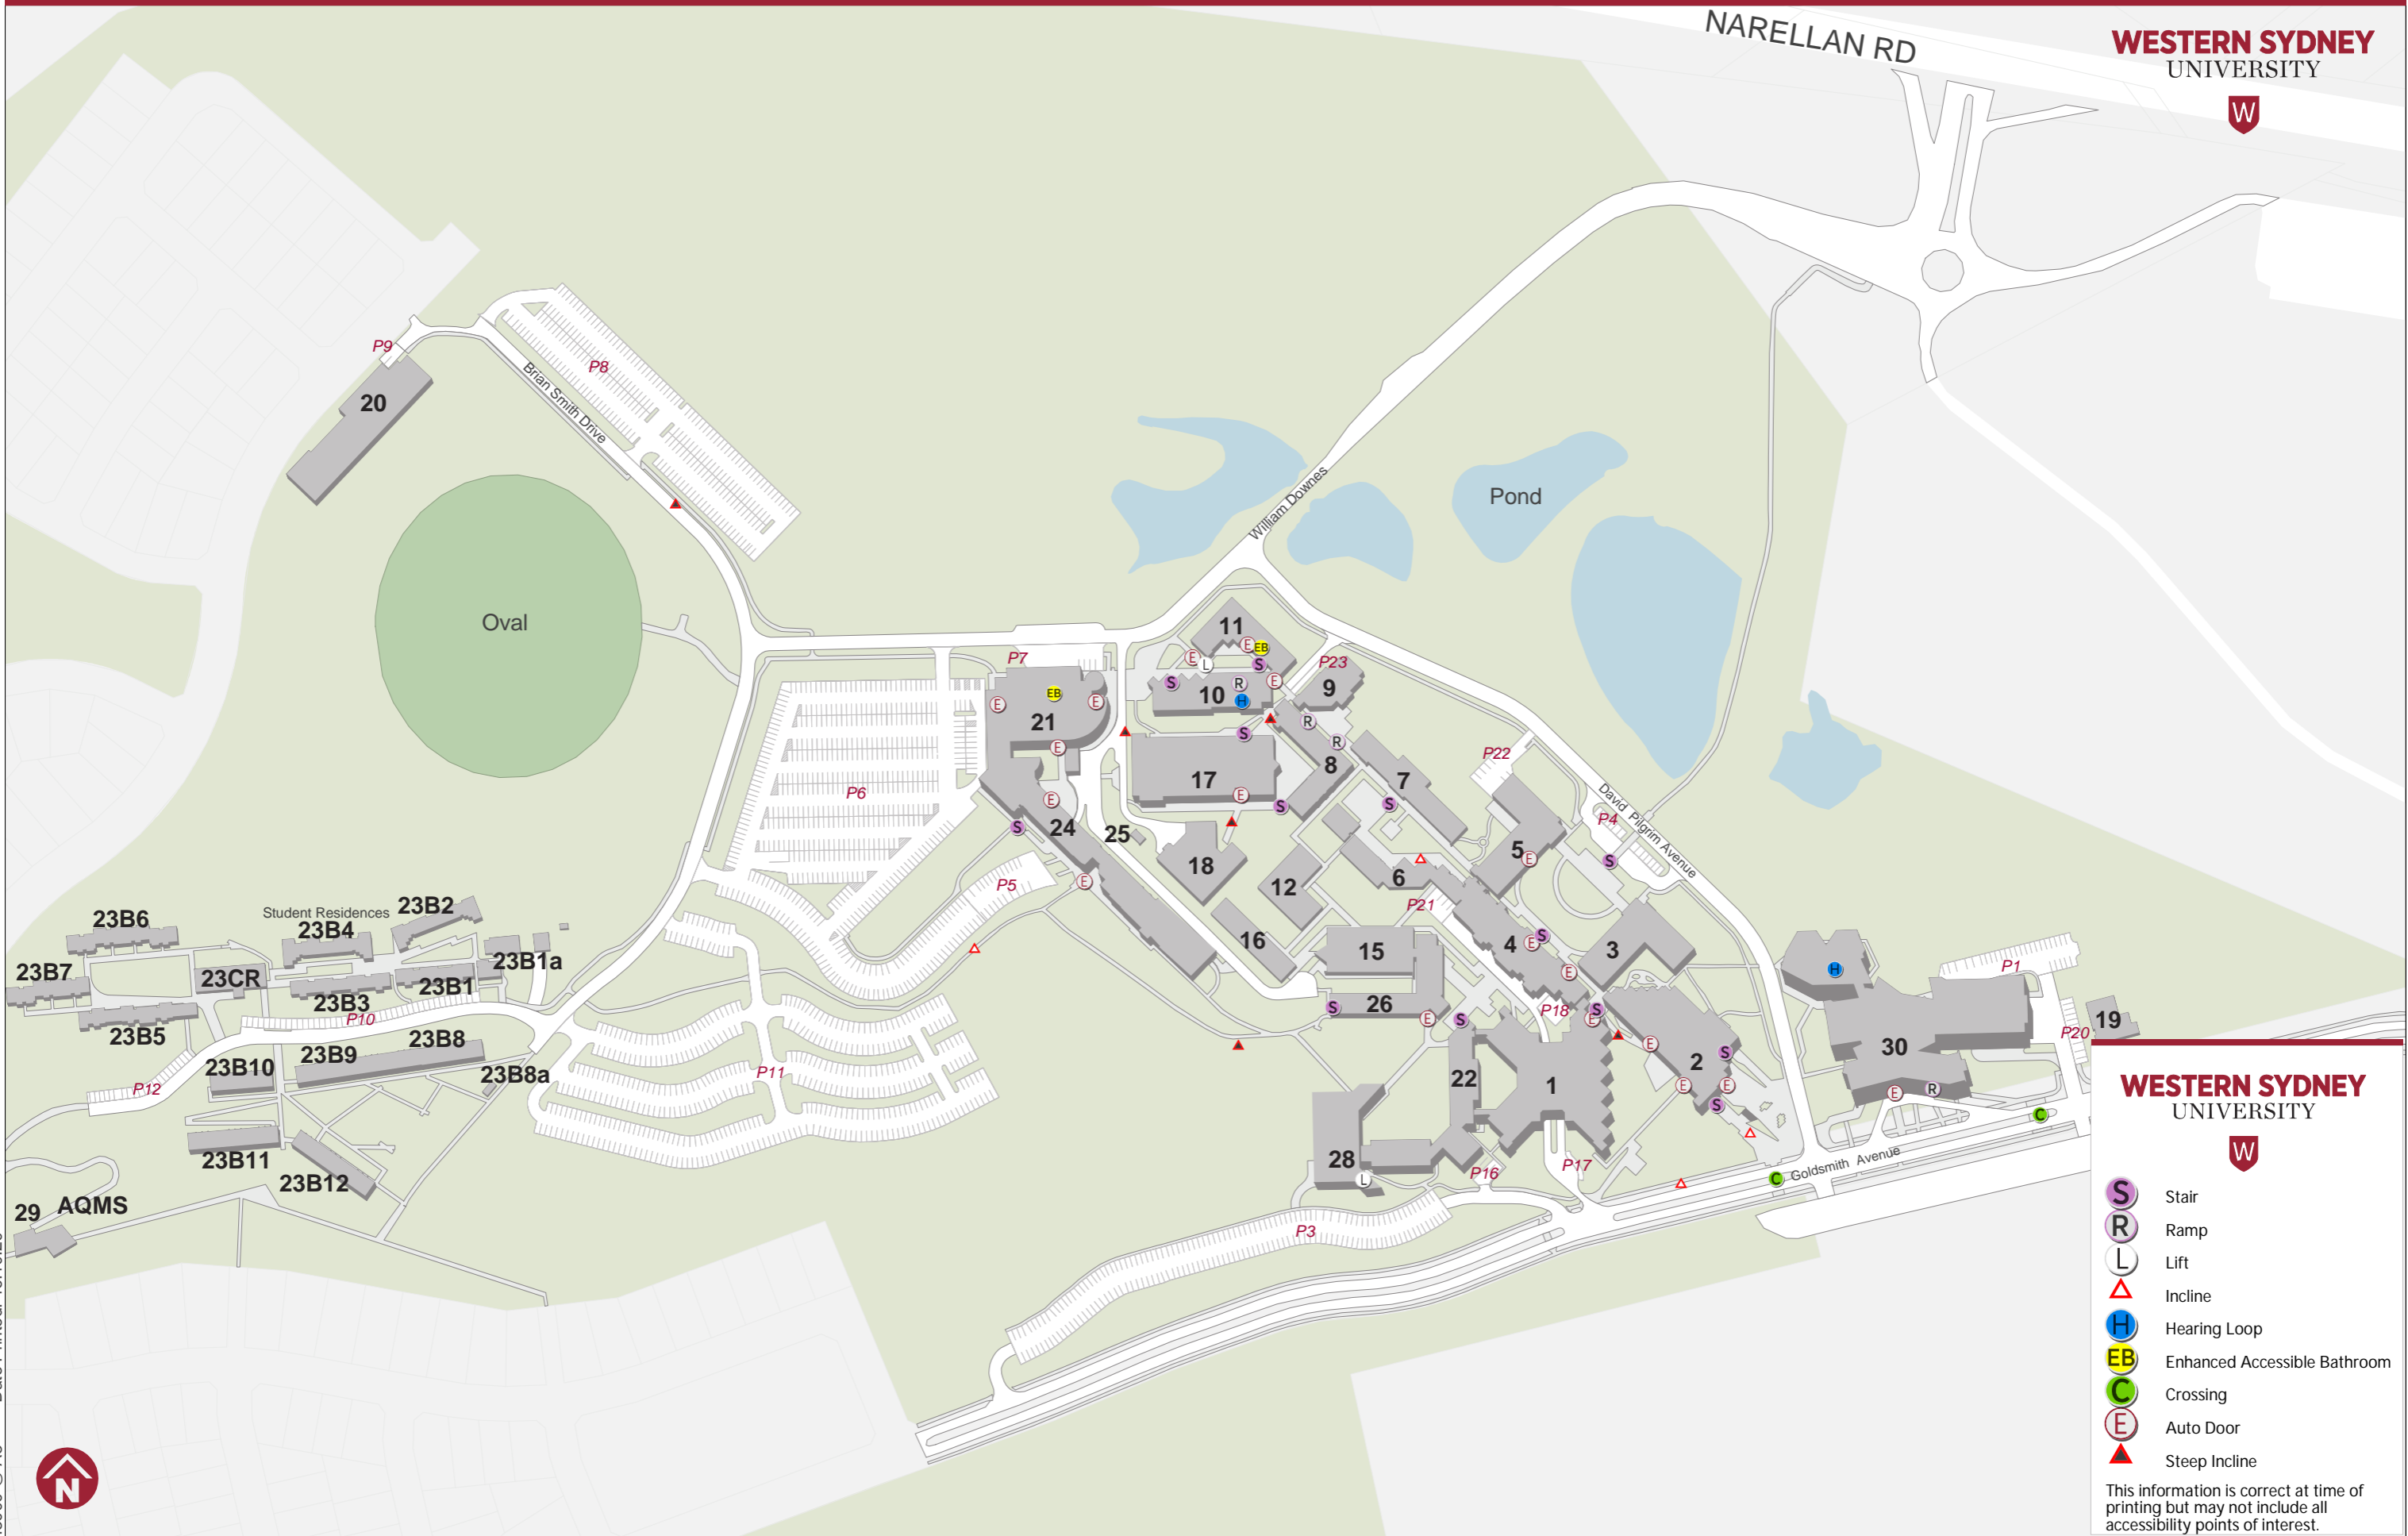 NARELLAN RD
WESTERN SYDNEY
UNIVERSITY
W
P9
P8
20
Brian Smith Drive
William Downes
Pond
Oval
11
E
EB
E
L
S
P7
P23
S
R
E
10
H
9
EB
E
E
21
R
S
E
R
8
17
E
S
7
S
P22
P6
E
24
S
25
18
David Pilgrim Avenue
P4
5
E
S
6
12
P21
P5
E
16
15
4
E
S
E
3
23B6
Student Residences
23B4
23B2
23B7
23CR
23B1a
23B1
23B3
P10
23B5
23B8
23B9
23B10
23B8a
P12
P11
23B11
23B12
29
AQMS
S
26
E
S
P18
S
E
22
1
E
2
S
E
E
S
28
L
P16
P17
P3
H
30
E
R
P1
P20
19
C
C
Goldsmith Avenue
WESTERN SYDNEY
UNIVERSITY
W
S Stair
R Ramp
L Lift
Incline
H Hearing Loop
EB Enhanced Accessible Bathroom
C Crossing
E Auto Door
Steep Incline
This information is correct at time of
printing but may not include all
accessibility points of interest.
N